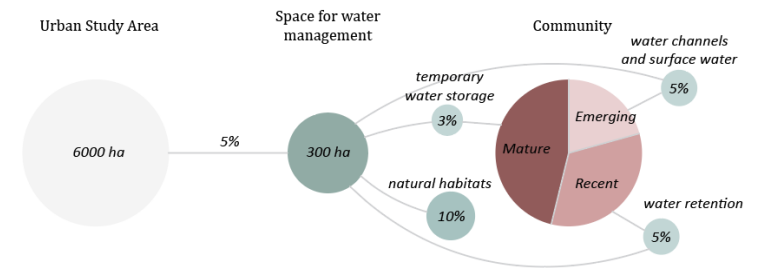 Urban Study Area
Space for water
management
Community
water channels
and surface water
5%
temporary
water storage
3%
Emerging
6000 ha
5%
300 ha
Mature
Recent
natural habitats
10%
water retention
5%